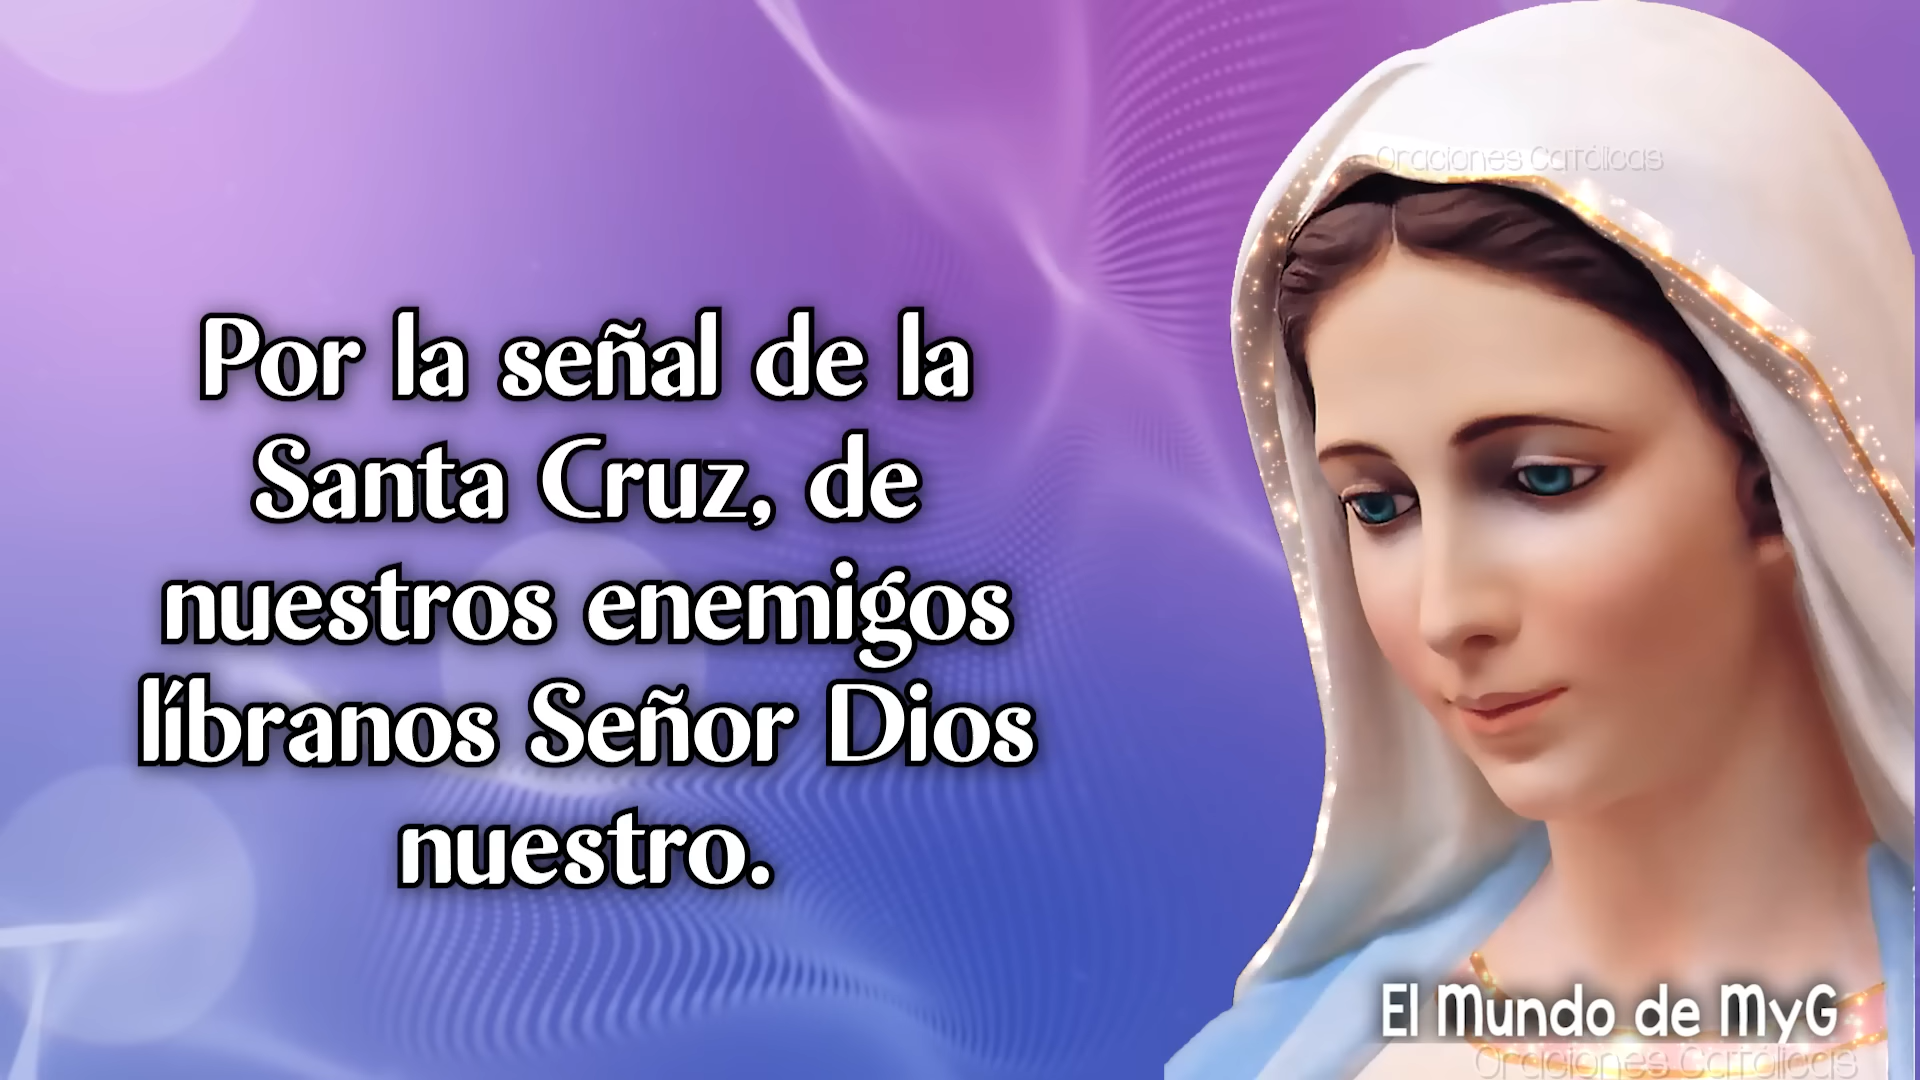 Oraciones Católicas
Por la señal de la
Santa Cruz, de
nuestros enemigos
líbranos Señor Dios
nuestro.
El Mundo de MyG
Oraciones Católicas